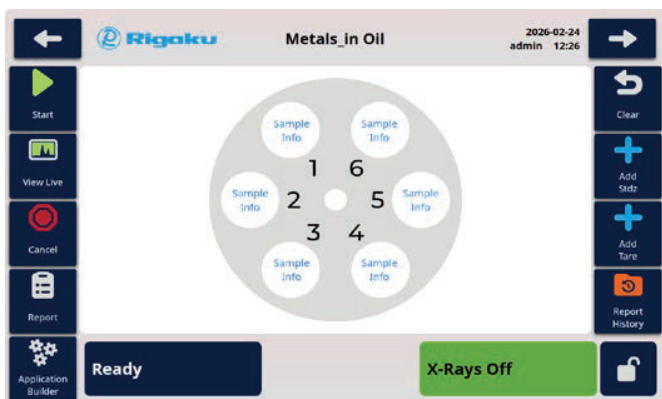 Rigaku
Metals_in Oil
2026-02-24
admin 12:26
Start
View Live
Cancel
Report
Application
Builder
Sample
Info
Sample
Info
1 6
Sample
Info
2 5
Sample
Info
3 4
Sample
Info
Sample
Info
Clear
Add
Stdz
Add
Tare
Report
History
Ready
X-Rays Off